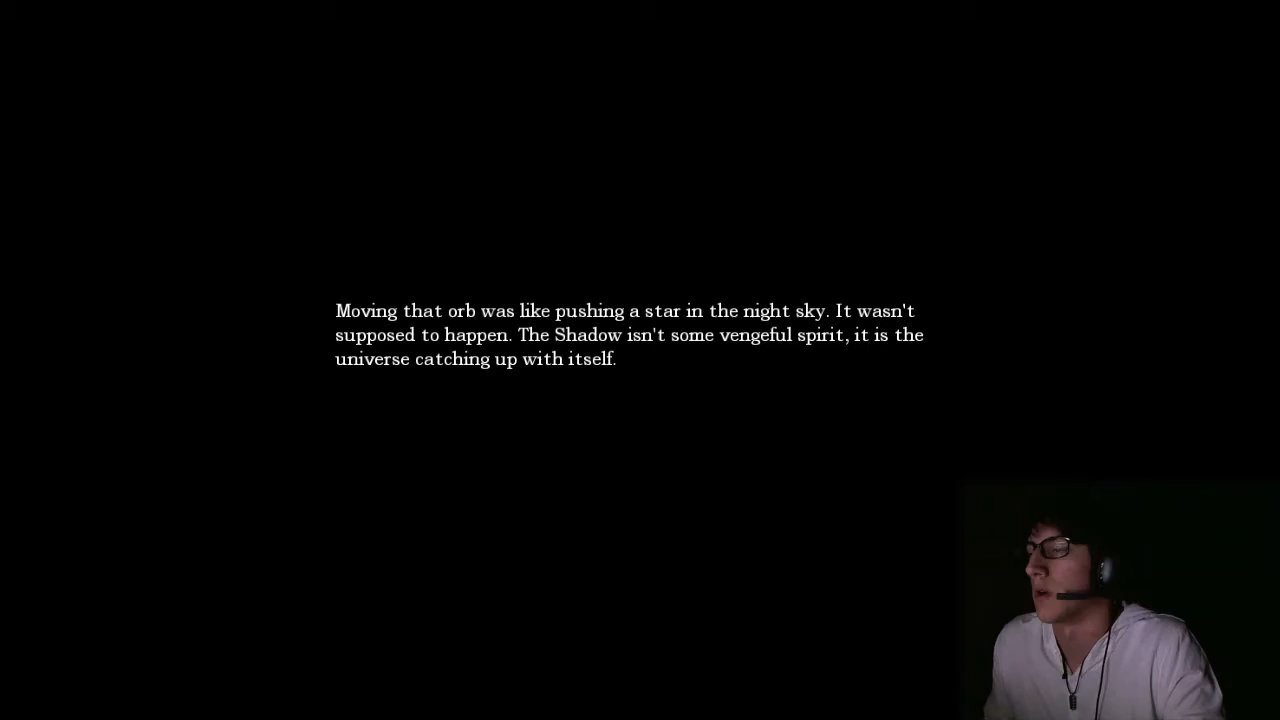 Moving that orb was like pushing a star in the night sky. It wasn't
supposed to happen. The Shadow isn't some vengeful spirit, it is the
universe catching up with itself.